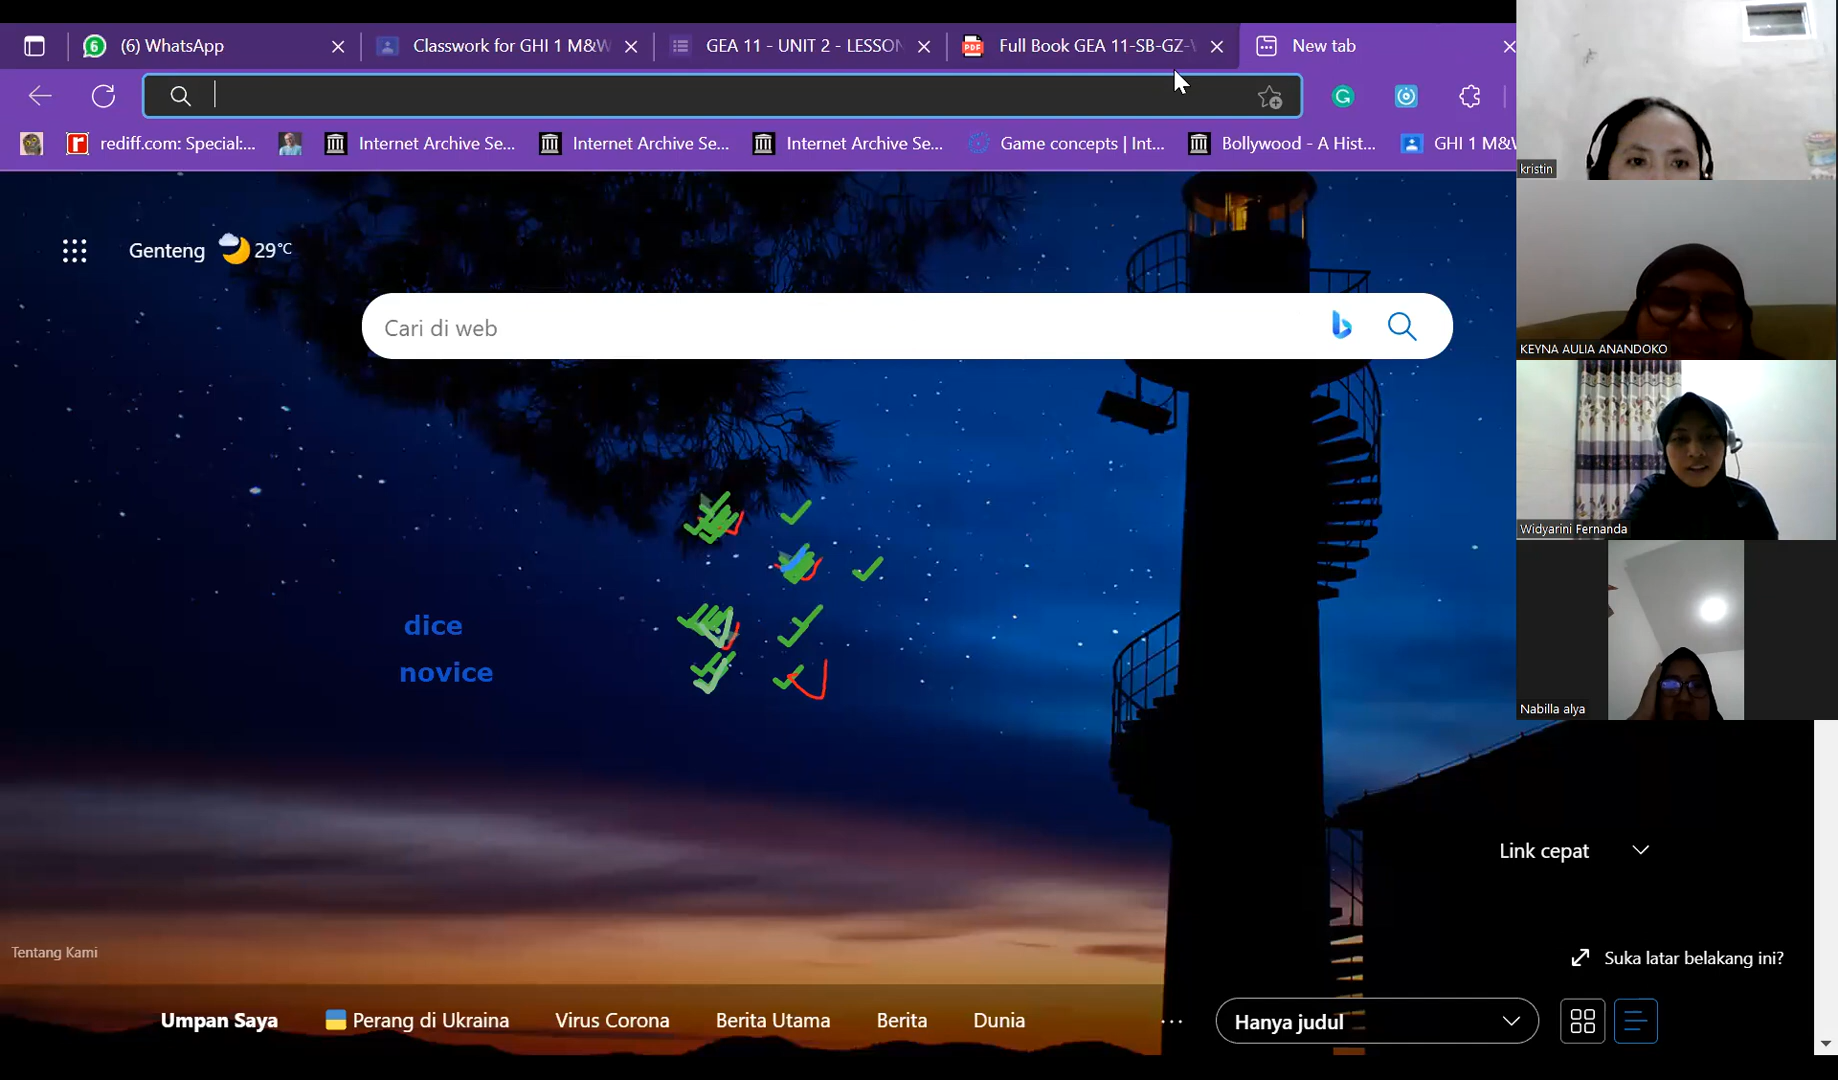 6 (6) WhatsApp
Classwork for GHI 1 M&W
GEA 11 - UNIT 2 - LESSON
PDF Full Book GEA 11-SB-GZ-
New tab
rediff.com: Special:...
Internet Archive Se...
Internet Archive Se...
Internet Archive Se...
Game concepts | Int...
Bollywood - A Hist...
GHI 1 M&W
kristin
Genteng 29°C
Cari di web
KEYNA AULIA ANANDOKO
Widyarini Fernanda
dice
novice
Nabilla alya
Link cepat
Tentang Kami
Suka latar belakang ini?
Umpan Saya
Perang di Ukraina
Virus Corona
Berita Utama
Berita
Dunia
...
Hanya judul